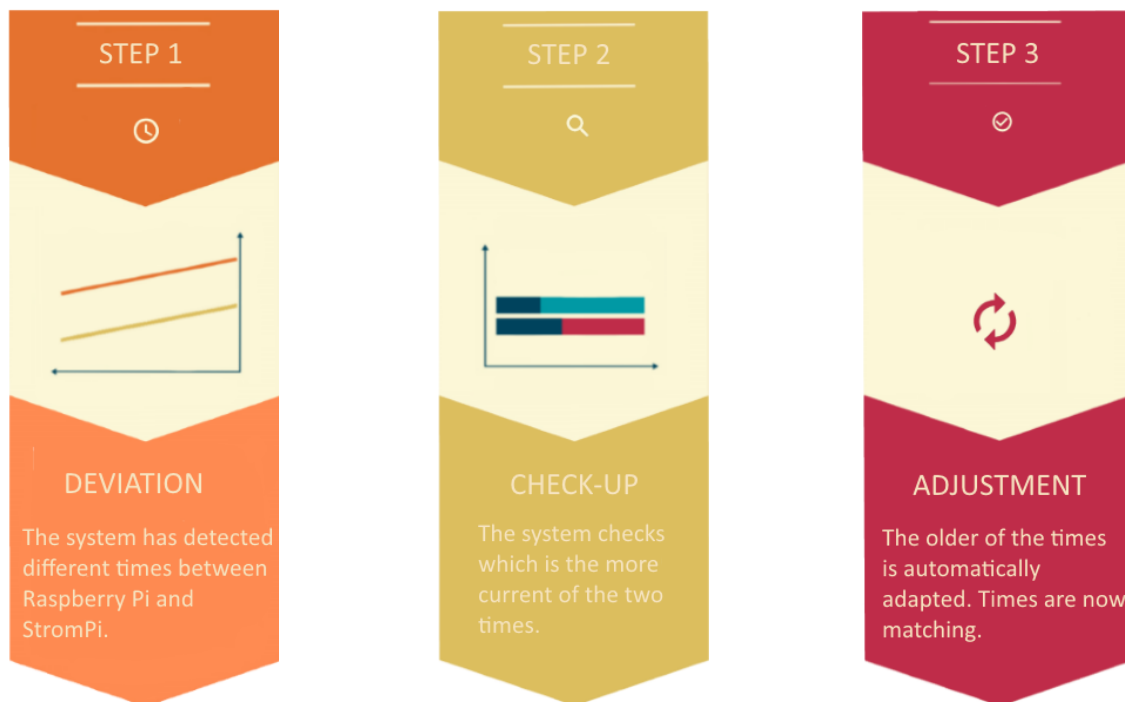 STEP 1
DEVIATION
The system has detected
different times between
Raspberry Pi and
StromPi.
STEP 2
CHECK-UP
The system checks
which is the more
current of the two
times.
STEP 3
ADJUSTMENT
The older of the times
is automatically
adapted. Times are now
matching.